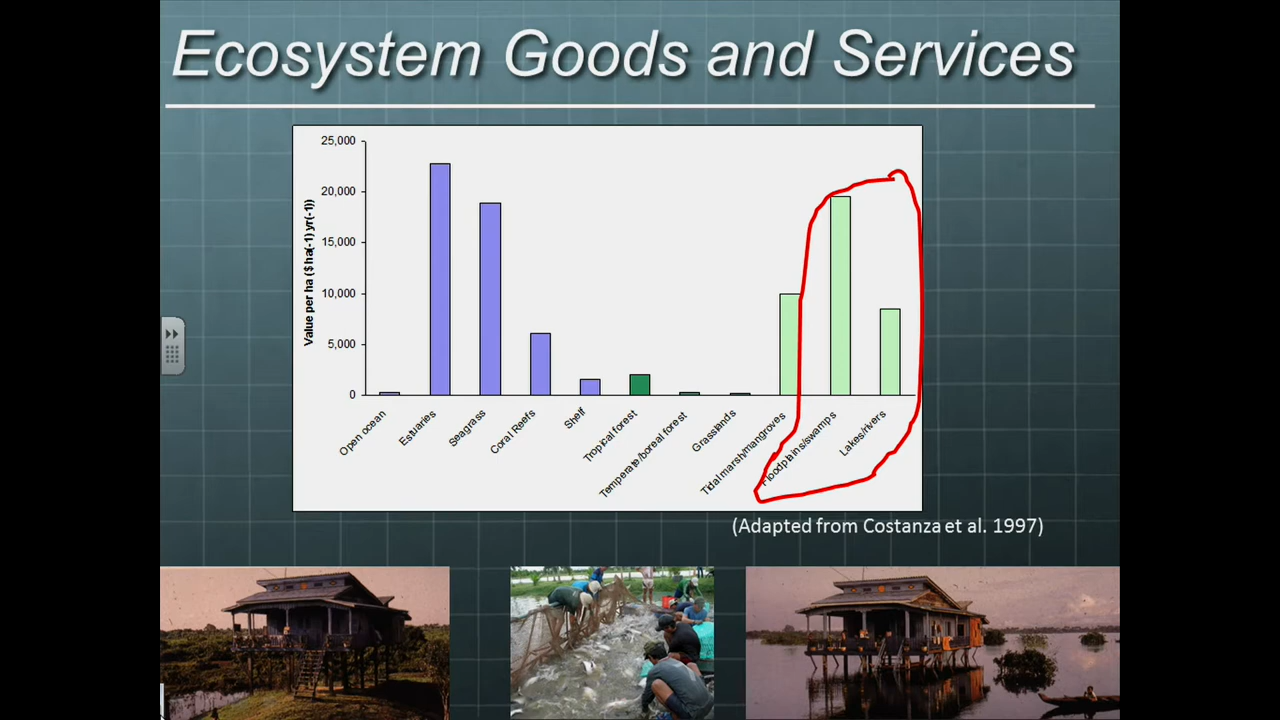 Ecosystem Goods and Services
25,000
20,000
15,000
10,000
5,000
0
Value per ha ($ ha(-1) yr(-1))
Open ocean
Estuaries
Seagrass
Coral Reefs
Shelf
Tropical forest
Temperate/boreal forest
Grasslands
Tidal marsh/mangroves
Floodplains/swamps
Lakes/rivers
(Adapted from Costanza et al. 1997)